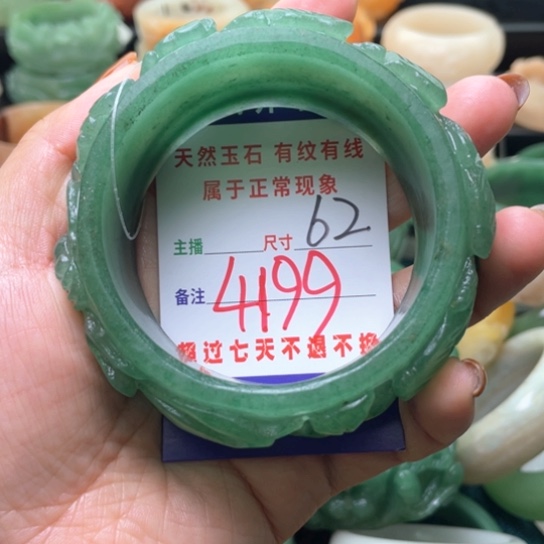 天然玉石 有纹有线
属于正常现象
主播 尺寸 62
备注 4199
超过七天不退不换